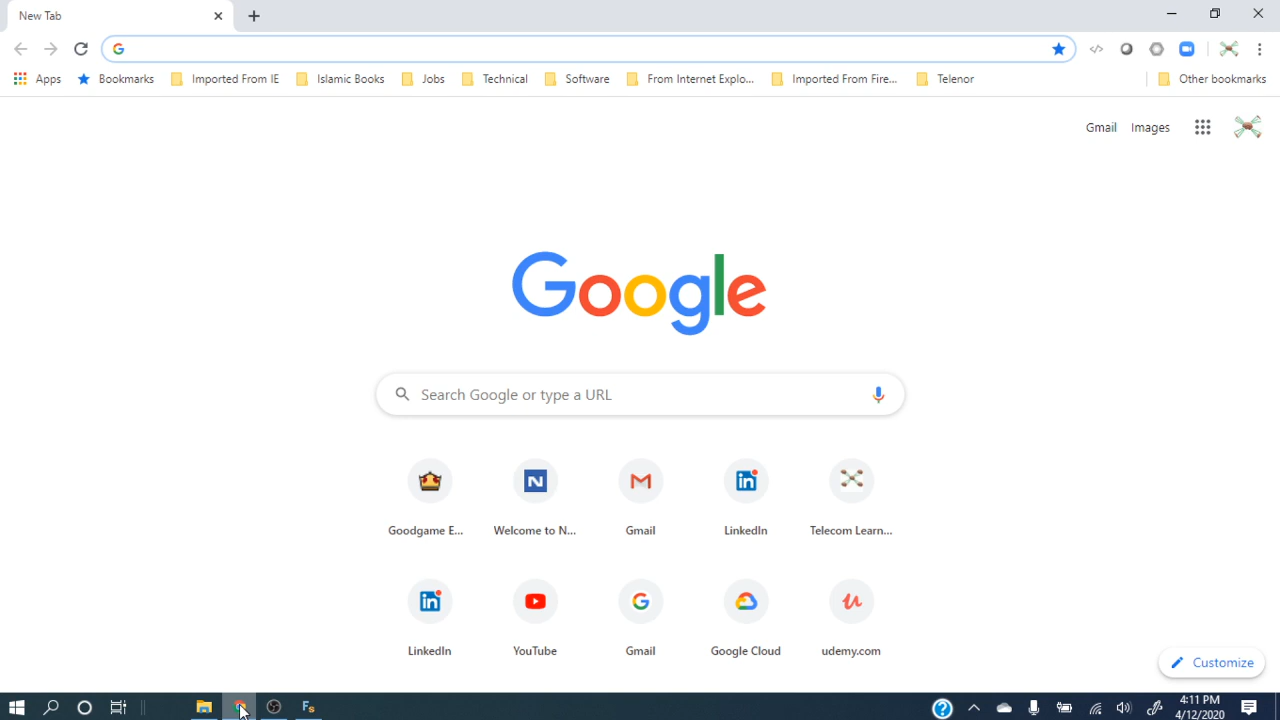 New Tab
Apps Bookmarks Imported From IE Islamic Books Jobs Technical Software From Internet Explo... Imported From Fire... Telenor Other bookmarks
Gmail Images
Google
Search Google or type a URL
Goodgame E... Welcome to N... Gmail LinkedIn Telecom Learn...
LinkedIn YouTube Gmail Google Cloud udemy.com
Customize
4:11 PM
4/12/2020